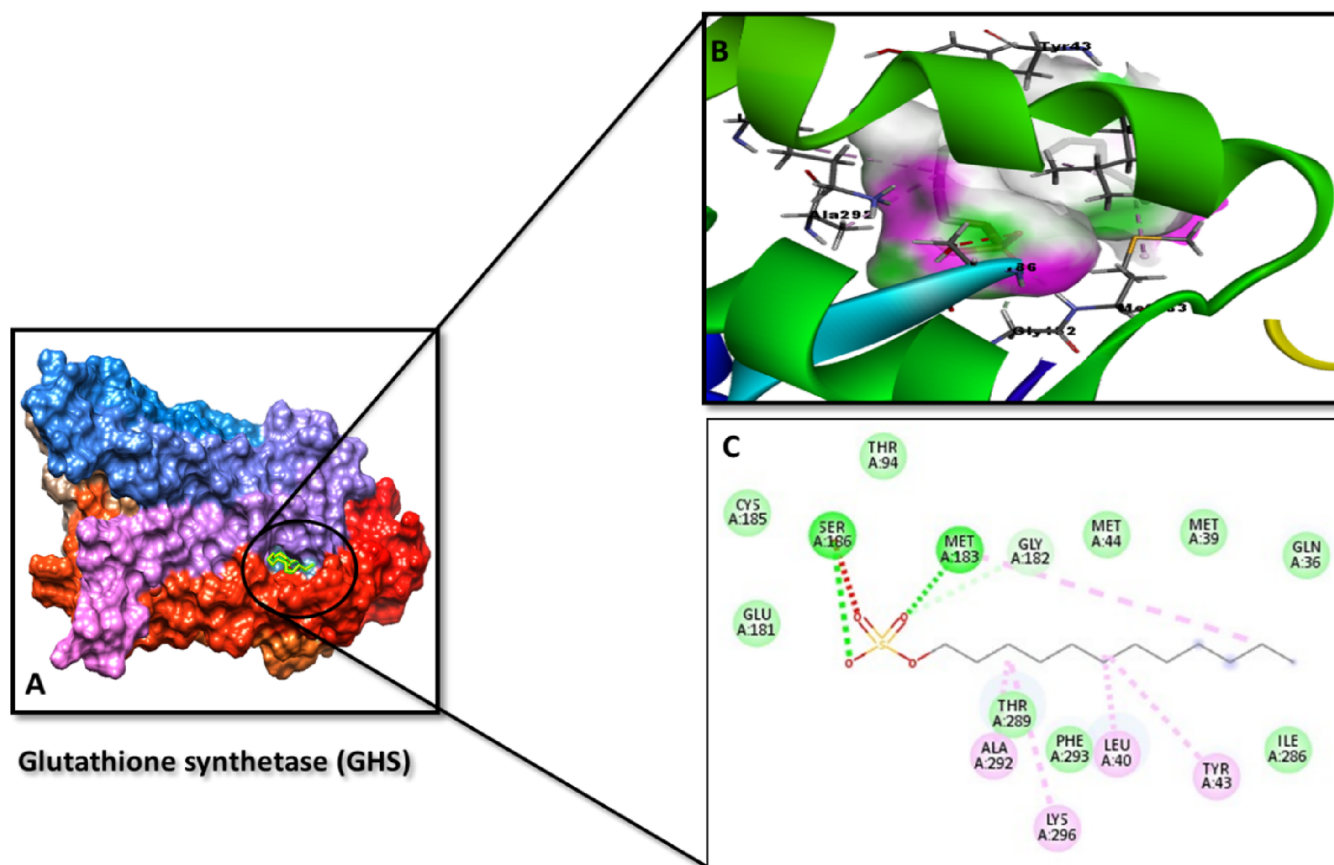 B
Tyr43
Ala292
Gly182
C
THR
A:94
CYS
A:185
SER
A:186
MET
A:183
GLY
A:182
MET
A:44
MET
A:39
GLN
A:36
GLU
A:181
S
O
O
O
O
THR
A:289
ALA
A:292
PHE
A:293
LEU
A:40
TYR
A:43
ILE
A:286
LYS
A:296
A
Glutathione synthetase (GHS)